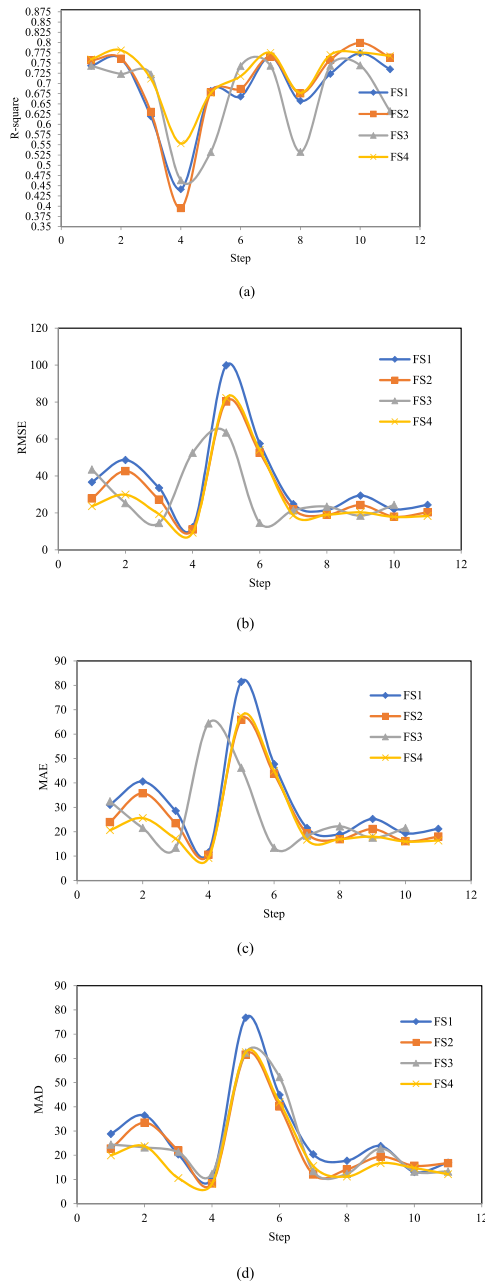 0.875
0.85
0.825
0.8
0.775
0.75
0.725
0.7
0.675
0.65
0.625
0.6
0.575
0.55
0.525
0.5
0.475
0.45
0.425
0.4
0.375
0.35
R-square
0 2 4 6 8 10 12
Step
FS1
FS2
FS3
FS4
(a)
120
100
80
60
40
20
0
RMSE
0 2 4 6 8 10 12
Step
FS1
FS2
FS3
FS4
(b)
90
80
70
60
50
40
30
20
10
0
MAE
0 2 4 6 8 10 12
Step
FS1
FS2
FS3
FS4
(c)
90
80
70
60
50
40
30
20
10
0
MAD
0 2 4 6 8 10 12
Step
FS1
FS2
FS3
FS4
(d)